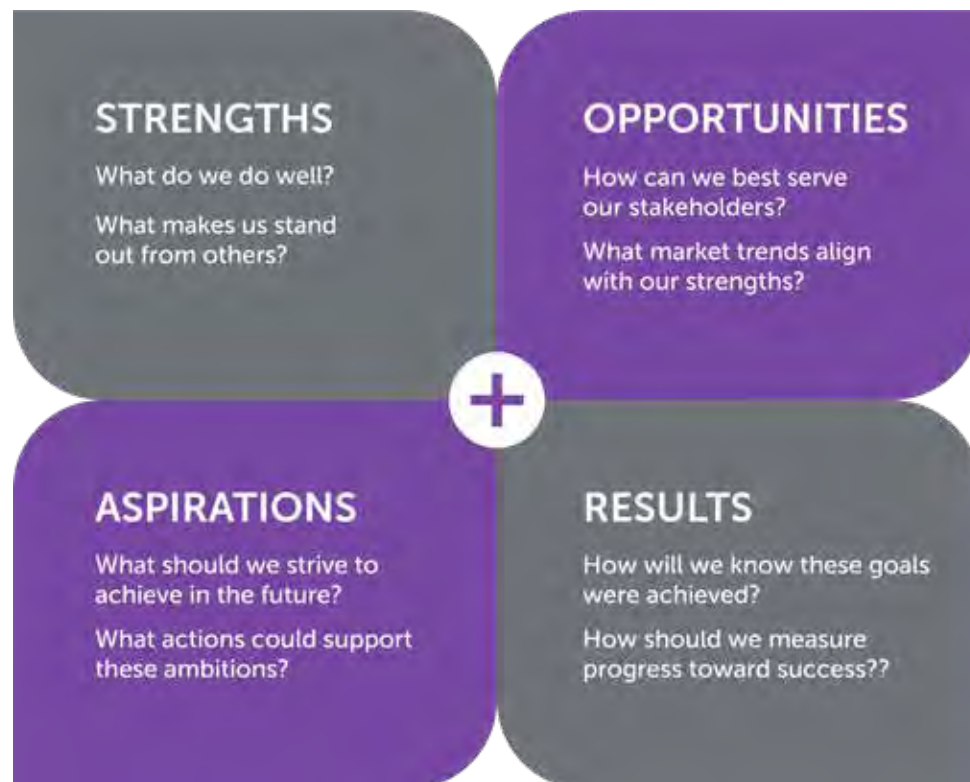 STRENGTHS
What do we do well?
What makes us stand
out from others?
OPPORTUNITIES
How can we best serve
our stakeholders?
What market trends align
with our strengths?
ASPIRATIONS
What should we strive to
achieve in the future?
What actions could support
these ambitions?
RESULTS
How will we know these goals
were achieved?
How should we measure
progress toward success??